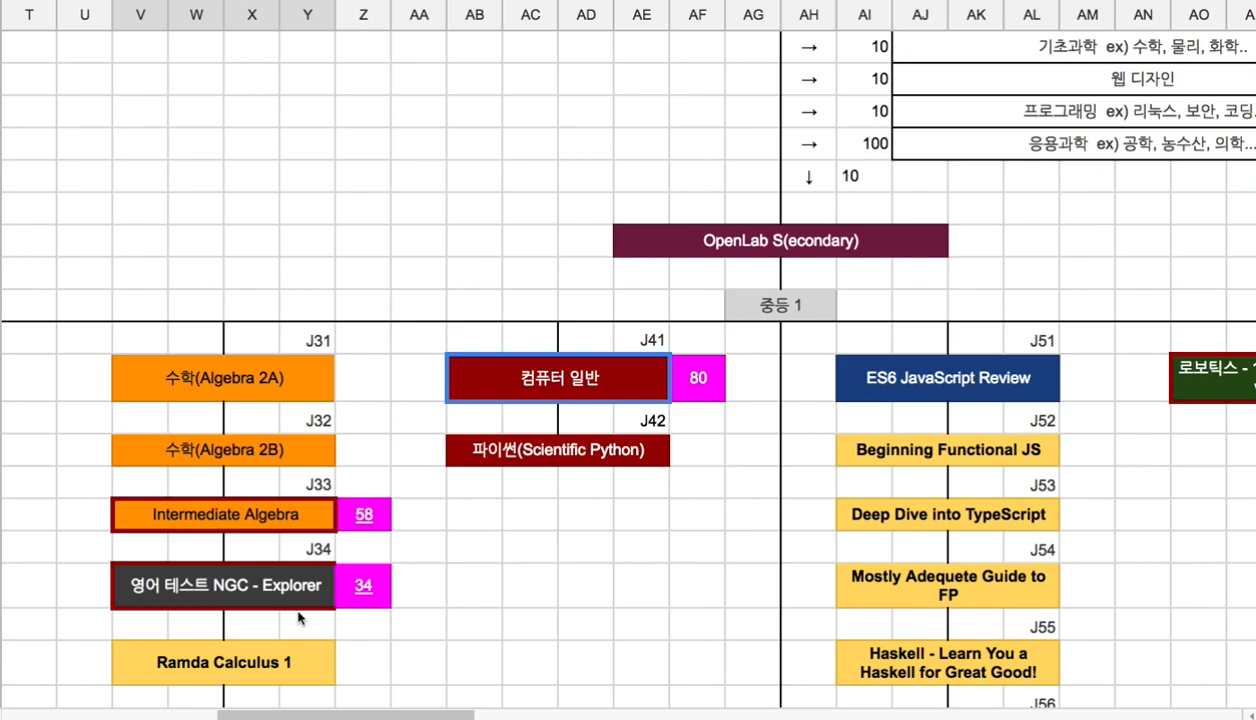 T U V W X Y Z AA AB AC AD AE AF AG AH AI AJ AK AL AM AN AO
→ 10 기초과학 ex) 수학, 물리, 화학..
→ 10 웹 디자인
→ 10 프로그래밍 ex) 리눅스, 보안, 코딩.
→ 100 응용과학 ex) 공학, 농수산, 의학...
↓ 10
OpenLab S(econdary)
중등 1
J31 J41 J51
수학(Algebra 2A) 컴퓨터 일반 80 ES6 JavaScript Review 로보틱스 -
J32 J42 J52
수학(Algebra 2B) 파이썬(Scientific Python) Beginning Functional JS
J33 J53
Intermediate Algebra 58 Deep Dive into TypeScript
J34 J54
영어 테스트 NGC - Explorer 34 Mostly Adequete Guide to
FP
J55
Ramda Calculus 1 Haskell - Learn You a
Haskell for Great Good!
J56